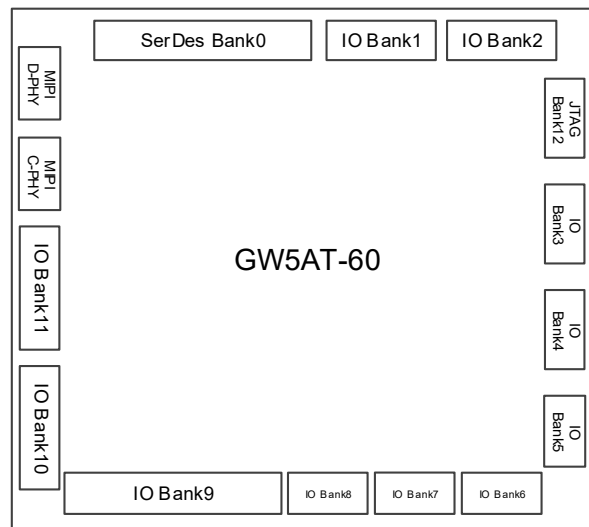 SerDes Bank0
IO Bank1
IO Bank2
MIPI
D-PHY
JTAG
Bank12
MIPI
C-PHY
IO
Bank3
IO Bank11
GW5AT-60
IO
Bank4
IO Bank10
IO
Bank5
IO Bank9
IO Bank8
IO Bank7
IO Bank6